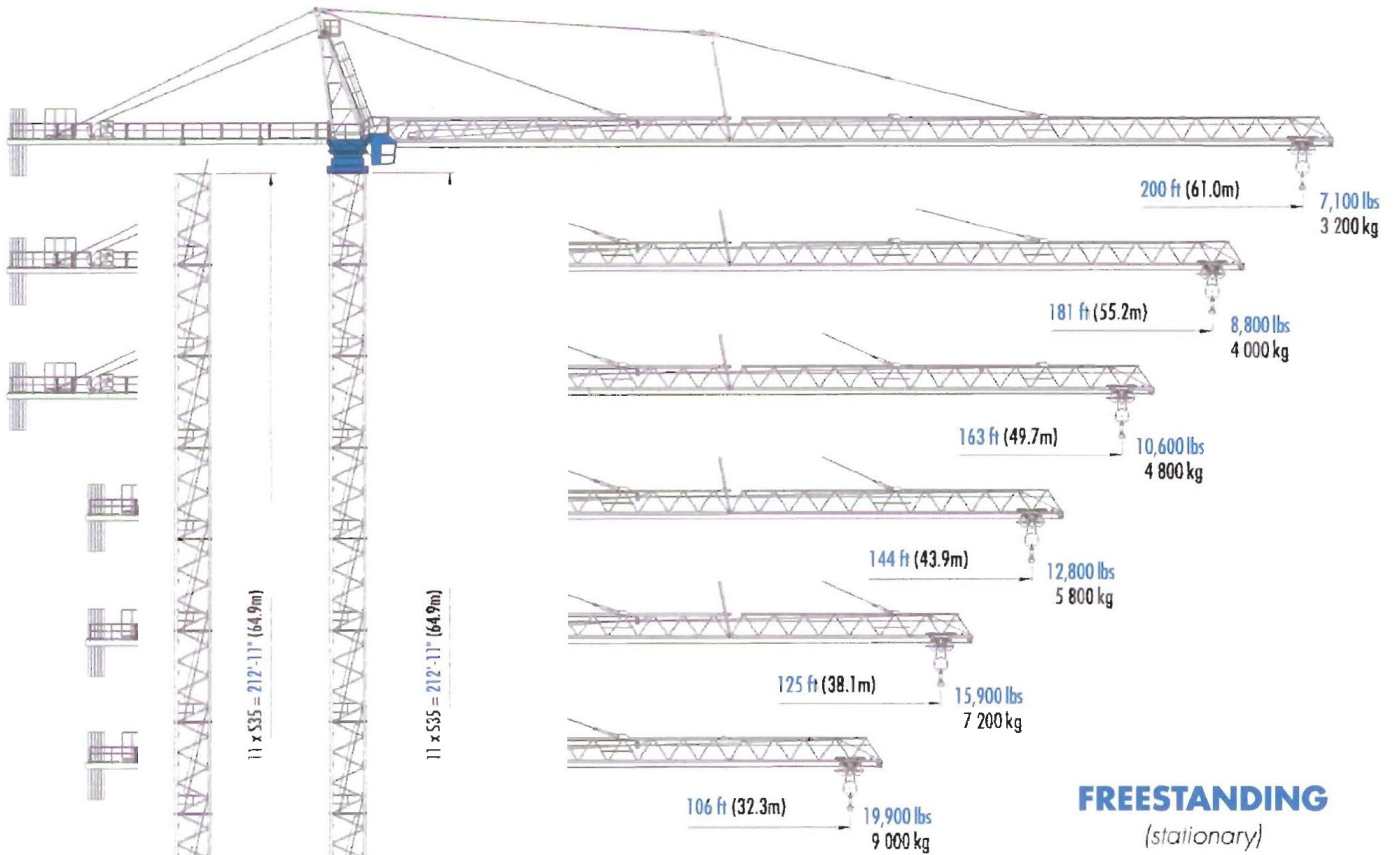 200 ft (61.0m)
7,100 lbs
3 200 kg
181 ft (55.2m)
8,800 lbs
4 000 kg
163 ft (49.7m)
10,600 lbs
4 800 kg
144 ft (43.9m)
12,800 lbs
5 800 kg
11 x S35 = 212'-11" (64.9m)
11 x S35 = 212'-11" (64.9m)
125 ft (38.1m)
15,900 lbs
7 200 kg
106 ft (32.3m)
19,900 lbs
9 000 kg
FREESTANDING
(stationary)